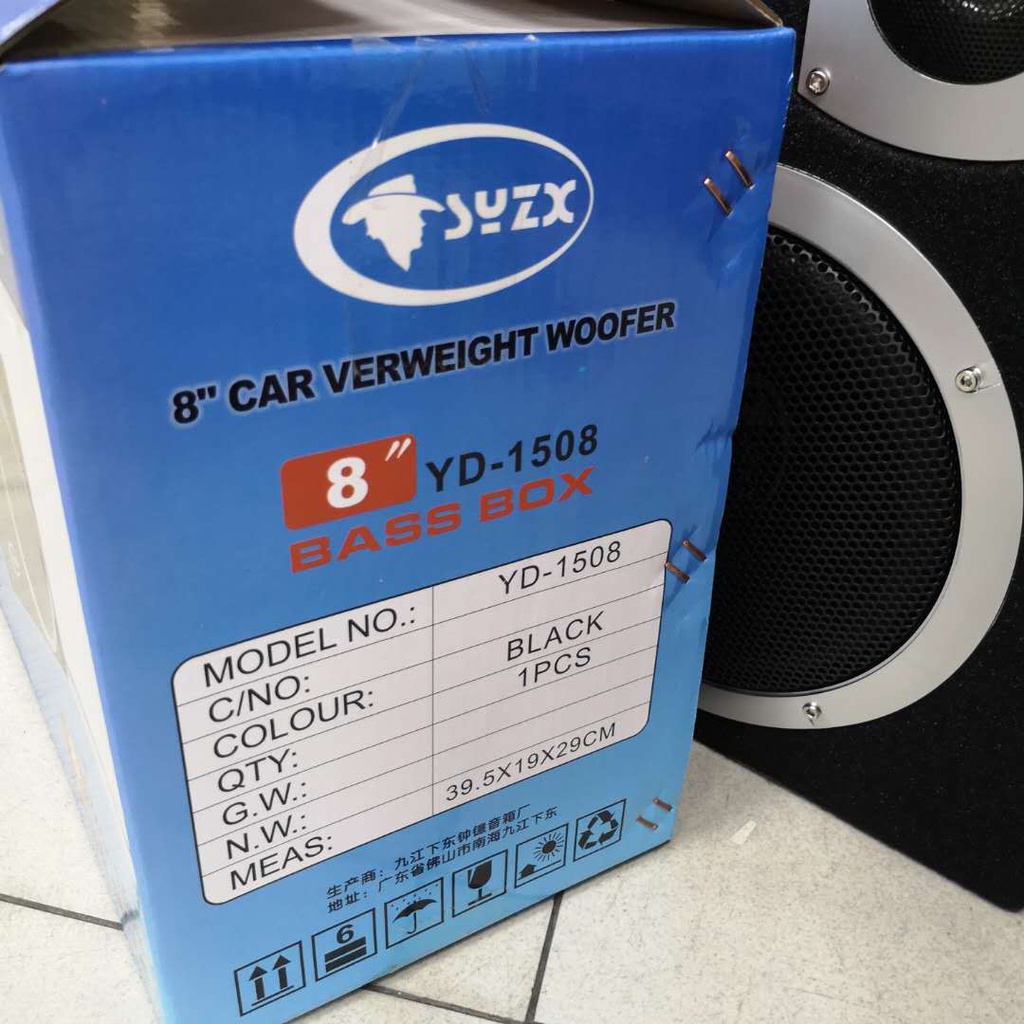 SYZX
8" CAR VERWEIGHT WOOFER
8" YD-1508
BASS BOX
MODEL NO.: YD-1508
C/NO:
COLOUR: BLACK
QTY: 1PCS
G.W.:
N.W.:
MEAS: 39.5X19X29CM
生产商：九江下东钟镱音箱厂
地址：广东省佛山市南海九江下东
6